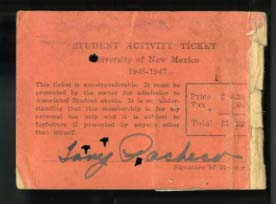 STUDENT ACTIVITY TICKET
University of New Mexico
1946-1947
This ticket is non-transferable. It must be
presented by the owner for admission to
Associated Student events. It is my under-
standing that this membership is for my
personal use only and it is subject to
forfeiture if presented by anyone other
than myself.
Price
Tax
Total
Tony Pacheco
Signature of